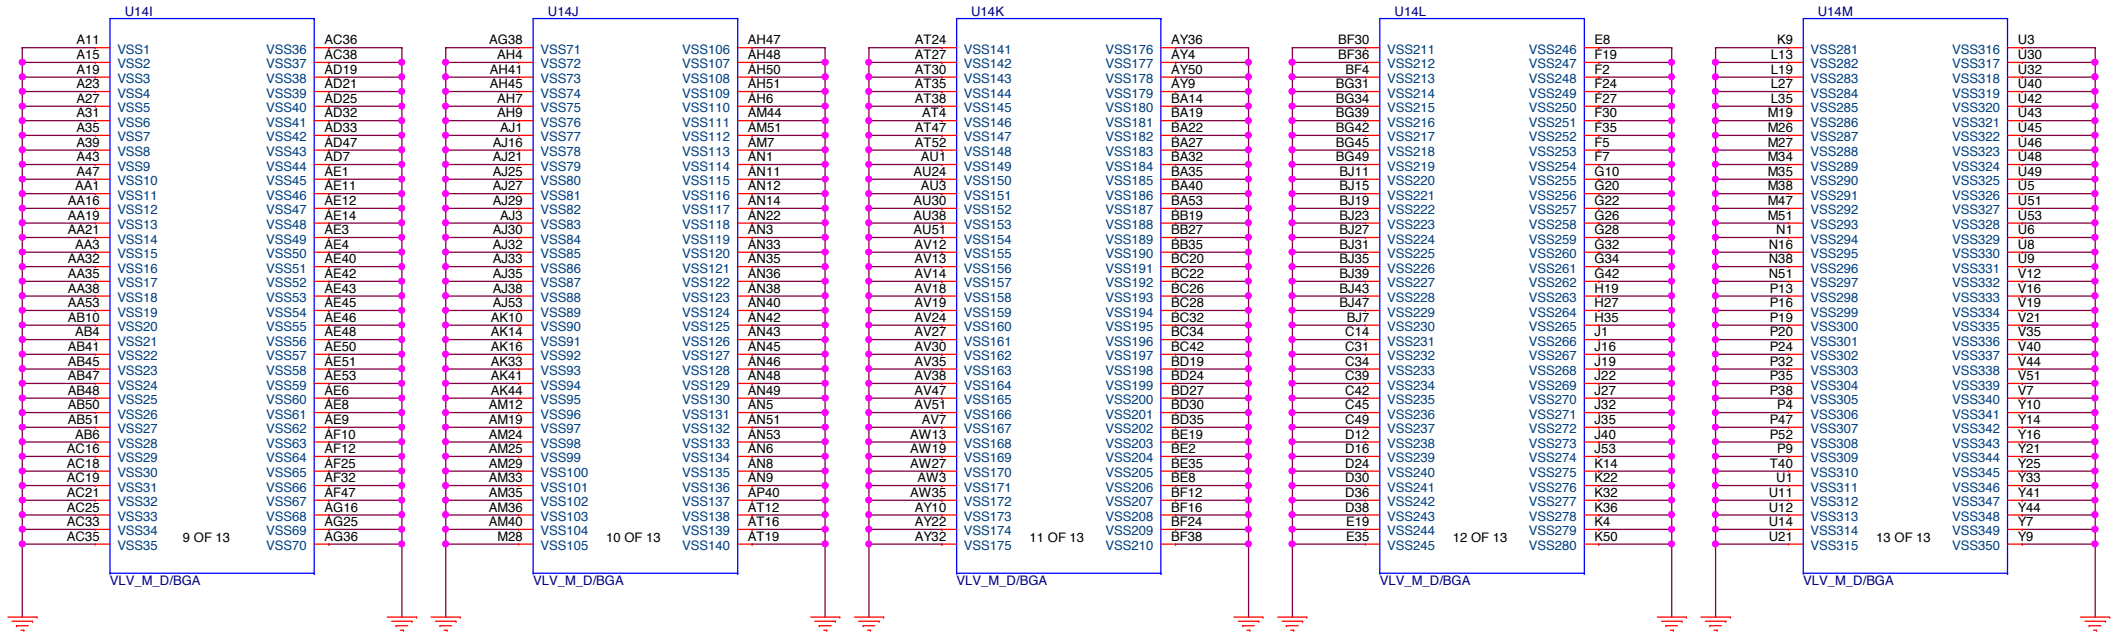 U14I
A11 VSS1 VSS36 AC36
A15 VSS2 VSS37 AC38
A19 VSS3 VSS38 AD19
A23 VSS4 VSS39 AD21
A27 VSS5 VSS40 AD25
A31 VSS6 VSS41 AD32
A35 VSS7 VSS42 AD33
A39 VSS8 VSS43 AD47
A43 VSS9 VSS44 AD7
A47 VSS10 VSS45 AE1
AA1 VSS11 VSS46 AE11
AA16 VSS12 VSS47 AE12
AA19 VSS13 VSS48 AE14
AA21 VSS14 VSS49 AE3
AA3 VSS15 VSS50 AE4
AA32 VSS16 VSS51 AE40
AA35 VSS17 VSS52 AE42
AA38 VSS18 VSS53 AE43
AA53 VSS19 VSS54 AE45
AB10 VSS20 VSS55 AE46
AB4 VSS21 VSS56 AE48
AB41 VSS22 VSS57 AE50
AB45 VSS23 VSS58 AE51
AB47 VSS24 VSS59 AE53
AB48 VSS25 VSS60 AE6
AB50 VSS26 VSS61 AE8
AB51 VSS27 VSS62 AE9
AB6 VSS28 VSS63 AF10
AC16 VSS29 VSS64 AF12
AC18 VSS30 VSS65 AF25
AC19 VSS31 VSS66 AF32
AC21 VSS32 VSS67 AF47
AC25 VSS33 VSS68 AG16
AC33 VSS34 VSS69 AG25
AC35 VSS35 9 OF 13 VSS70 AG36
VLV_M_D/BGA
U14J
AG38 VSS71 VSS106 AH47
AH4 VSS72 VSS107 AH48
AH41 VSS73 VSS108 AH50
AH45 VSS74 VSS109 AH51
AH7 VSS75 VSS110 AH6
AH9 VSS76 VSS111 AM44
AJ1 VSS77 VSS112 AM51
AJ16 VSS78 VSS113 AM7
AJ21 VSS79 VSS114 AN1
AJ25 VSS80 VSS115 AN11
AJ27 VSS81 VSS116 AN12
AJ29 VSS82 VSS117 AN14
AJ3 VSS83 VSS118 AN22
AJ30 VSS84 VSS119 AN3
AJ32 VSS85 VSS120 AN33
AJ33 VSS86 VSS121 AN35
AJ35 VSS87 VSS122 AN36
AJ38 VSS88 VSS123 AN38
AJ53 VSS89 VSS124 AN40
AK10 VSS90 VSS125 AN42
AK14 VSS91 VSS126 AN43
AK16 VSS92 VSS127 AN45
AK33 VSS93 VSS128 AN46
AK41 VSS94 VSS129 AN48
AK44 VSS95 VSS130 AN49
AM12 VSS96 VSS131 AN5
AM19 VSS97 VSS132 AN51
AM24 VSS98 VSS133 AN53
AM25 VSS99 VSS134 AN6
AM29 VSS100 VSS135 AN8
AM33 VSS101 VSS136 AN9
AM35 VSS102 VSS137 AP40
AM36 VSS103 VSS138 AT12
AM40 VSS104 VSS139 AT16
M28 VSS105 10 OF 13 VSS140 AT19
VLV_M_D/BGA
U14K
AT24 VSS141 VSS176 AY36
AT27 VSS142 VSS177 AY4
AT30 VSS143 VSS178 AY50
AT35 VSS144 VSS179 AY9
AT38 VSS145 VSS180 BA14
AT4 VSS146 VSS181 BA19
AT47 VSS147 VSS182 BA22
AT52 VSS148 VSS183 BA27
AU1 VSS149 VSS184 BA32
AU24 VSS150 VSS185 BA35
AU3 VSS151 VSS186 BA40
AU30 VSS152 VSS187 BA53
AU38 VSS153 VSS188 BB19
AU51 VSS154 VSS189 BB27
AV12 VSS155 VSS190 BB35
AV13 VSS156 VSS191 BC20
AV14 VSS157 VSS192 BC22
AV18 VSS158 VSS193 BC26
AV19 VSS159 VSS194 BC28
AV24 VSS160 VSS195 BC32
AV27 VSS161 VSS196 BC34
AV30 VSS162 VSS197 BC42
AV35 VSS163 VSS198 BD19
AV38 VSS164 VSS199 BD24
AV47 VSS165 VSS200 BD27
AV51 VSS166 VSS201 BD30
AV7 VSS167 VSS202 BD35
AW13 VSS168 VSS203 BE19
AW19 VSS169 VSS204 BE2
AW27 VSS170 VSS205 BE35
AW3 VSS171 VSS206 BE8
AW35 VSS172 VSS207 BF12
AY10 VSS173 VSS208 BF16
AY22 VSS174 VSS209 BF24
AY32 VSS175 11 OF 13 VSS210 BF38
VLV_M_D/BGA
U14L
BF30 VSS211 VSS246 E8
BF36 VSS212 VSS247 F19
BF4 VSS213 VSS248 F2
BG31 VSS214 VSS249 F24
BG34 VSS215 VSS250 F27
BG39 VSS216 VSS251 F30
BG42 VSS217 VSS252 F35
BG45 VSS218 VSS253 F5
BG49 VSS219 VSS254 F7
BJ11 VSS220 VSS255 G10
BJ15 VSS221 VSS256 G20
BJ19 VSS222 VSS257 G22
BJ23 VSS223 VSS258 G26
BJ27 VSS224 VSS259 G28
BJ31 VSS225 VSS260 G32
BJ35 VSS226 VSS261 G34
BJ39 VSS227 VSS262 G42
BJ43 VSS228 VSS263 H19
BJ47 VSS229 VSS264 H27
BJ7 VSS230 VSS265 H35
C14 VSS231 VSS266 J1
C31 VSS232 VSS267 J16
C34 VSS233 VSS268 J19
C39 VSS234 VSS269 J22
C42 VSS235 VSS270 J27
C45 VSS236 VSS271 J32
C49 VSS237 VSS272 J35
D12 VSS238 VSS273 J40
D16 VSS239 VSS274 J53
D24 VSS240 VSS275 K14
D30 VSS241 VSS276 K22
D36 VSS242 VSS277 K32
D38 VSS243 VSS278 K36
E19 VSS244 VSS279 K4
E35 VSS245 12 OF 13 VSS280 K50
VLV_M_D/BGA
U14M
K9 VSS281 VSS316 U3
L13 VSS282 VSS317 U30
L19 VSS283 VSS318 U32
L27 VSS284 VSS319 U40
L35 VSS285 VSS320 U42
M19 VSS286 VSS321 U43
M26 VSS287 VSS322 U45
M27 VSS288 VSS323 U46
M34 VSS289 VSS324 U48
M35 VSS290 VSS325 U49
M38 VSS291 VSS326 U5
M47 VSS292 VSS327 U51
M51 VSS293 VSS328 U53
N1 VSS294 VSS329 U6
N16 VSS295 VSS330 U8
N38 VSS296 VSS331 U9
N51 VSS297 VSS332 V12
P13 VSS298 VSS333 V16
P16 VSS299 VSS334 V19
P19 VSS300 VSS335 V21
P20 VSS301 VSS336 V35
P24 VSS302 VSS337 V40
P32 VSS303 VSS338 V44
P35 VSS304 VSS339 V51
P38 VSS305 VSS340 V7
P4 VSS306 VSS341 Y10
P47 VSS307 VSS342 Y14
P52 VSS308 VSS343 Y16
P9 VSS309 VSS344 Y21
T40 VSS310 VSS345 Y25
U1 VSS311 VSS346 Y33
U11 VSS312 VSS347 Y41
U12 VSS313 VSS348 Y44
U14 VSS314 VSS349 Y7
U21 VSS315 13 OF 13 VSS350 Y9
VLV_M_D/BGA